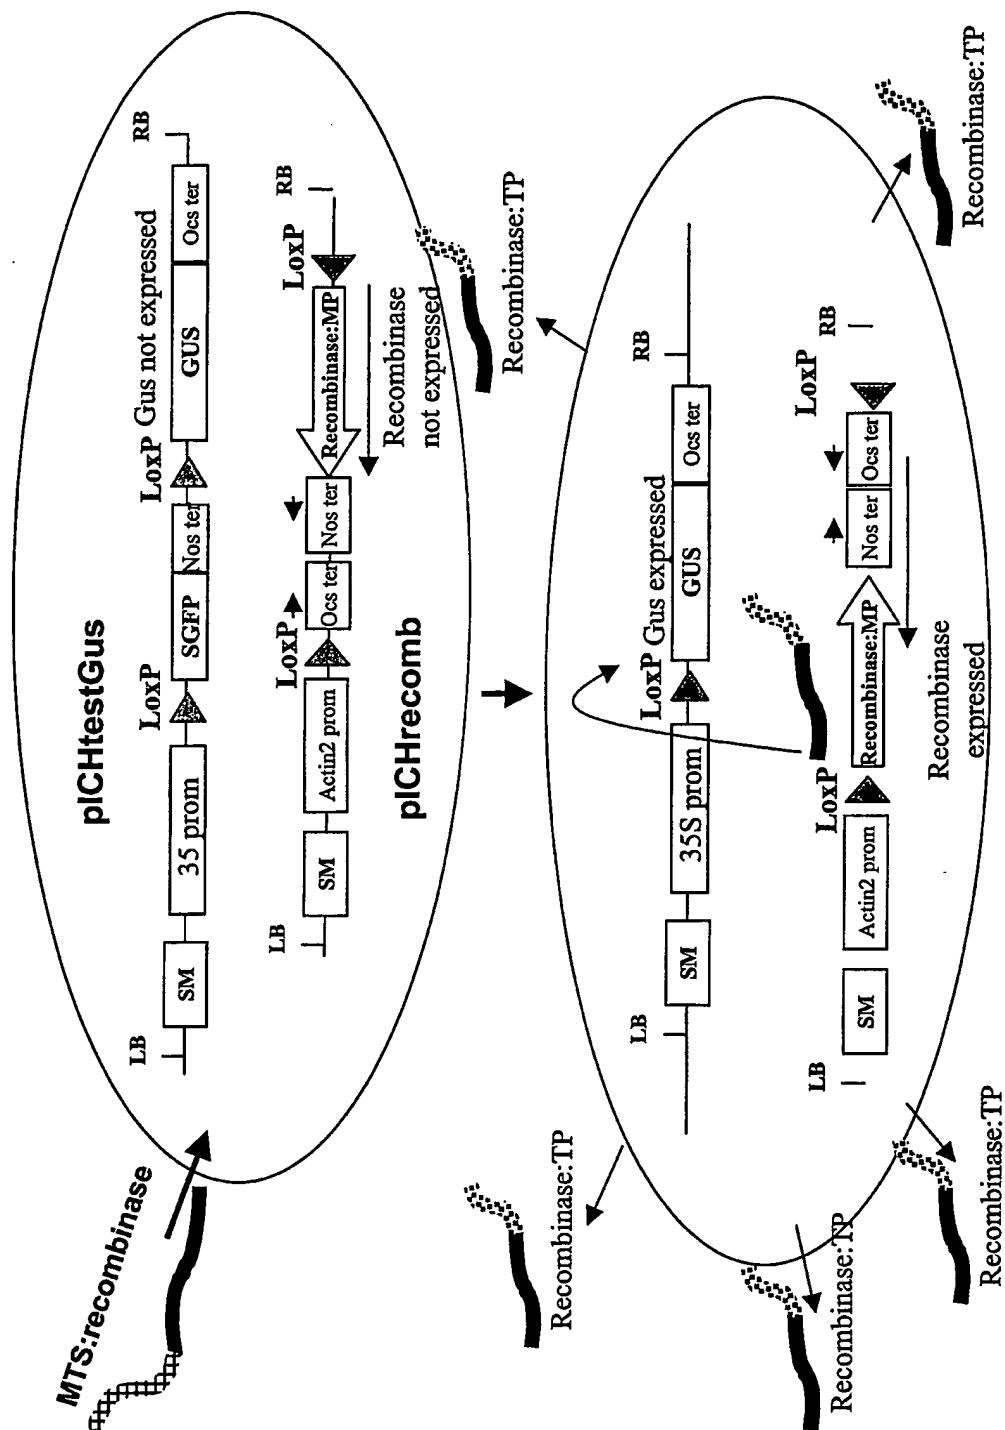 MTS:recombinase
pICHtestGus
LB
SM
35 prom
LoxP
SGFP
Nos ter
LoxP
Gus not expressed
GUS
Ocs ter
RB
LB
SM
Actin2 prom
LoxP
Ocs ter
Nos ter
Recombinase:MP
LoxP
RB
Recombinase
not expressed
pICHrecomb
Recombinase:TP
Recombinase:TP
LB
SM
35S prom
LoxP
Gus expressed
GUS
Ocs ter
RB
LB
SM
Actin2 prom
LoxP
Recombinase:MP
Nos ter
Ocs ter
LoxP
RB
Recombinase
expressed
Recombinase:TP
Recombinase:TP
Recombinase:TP